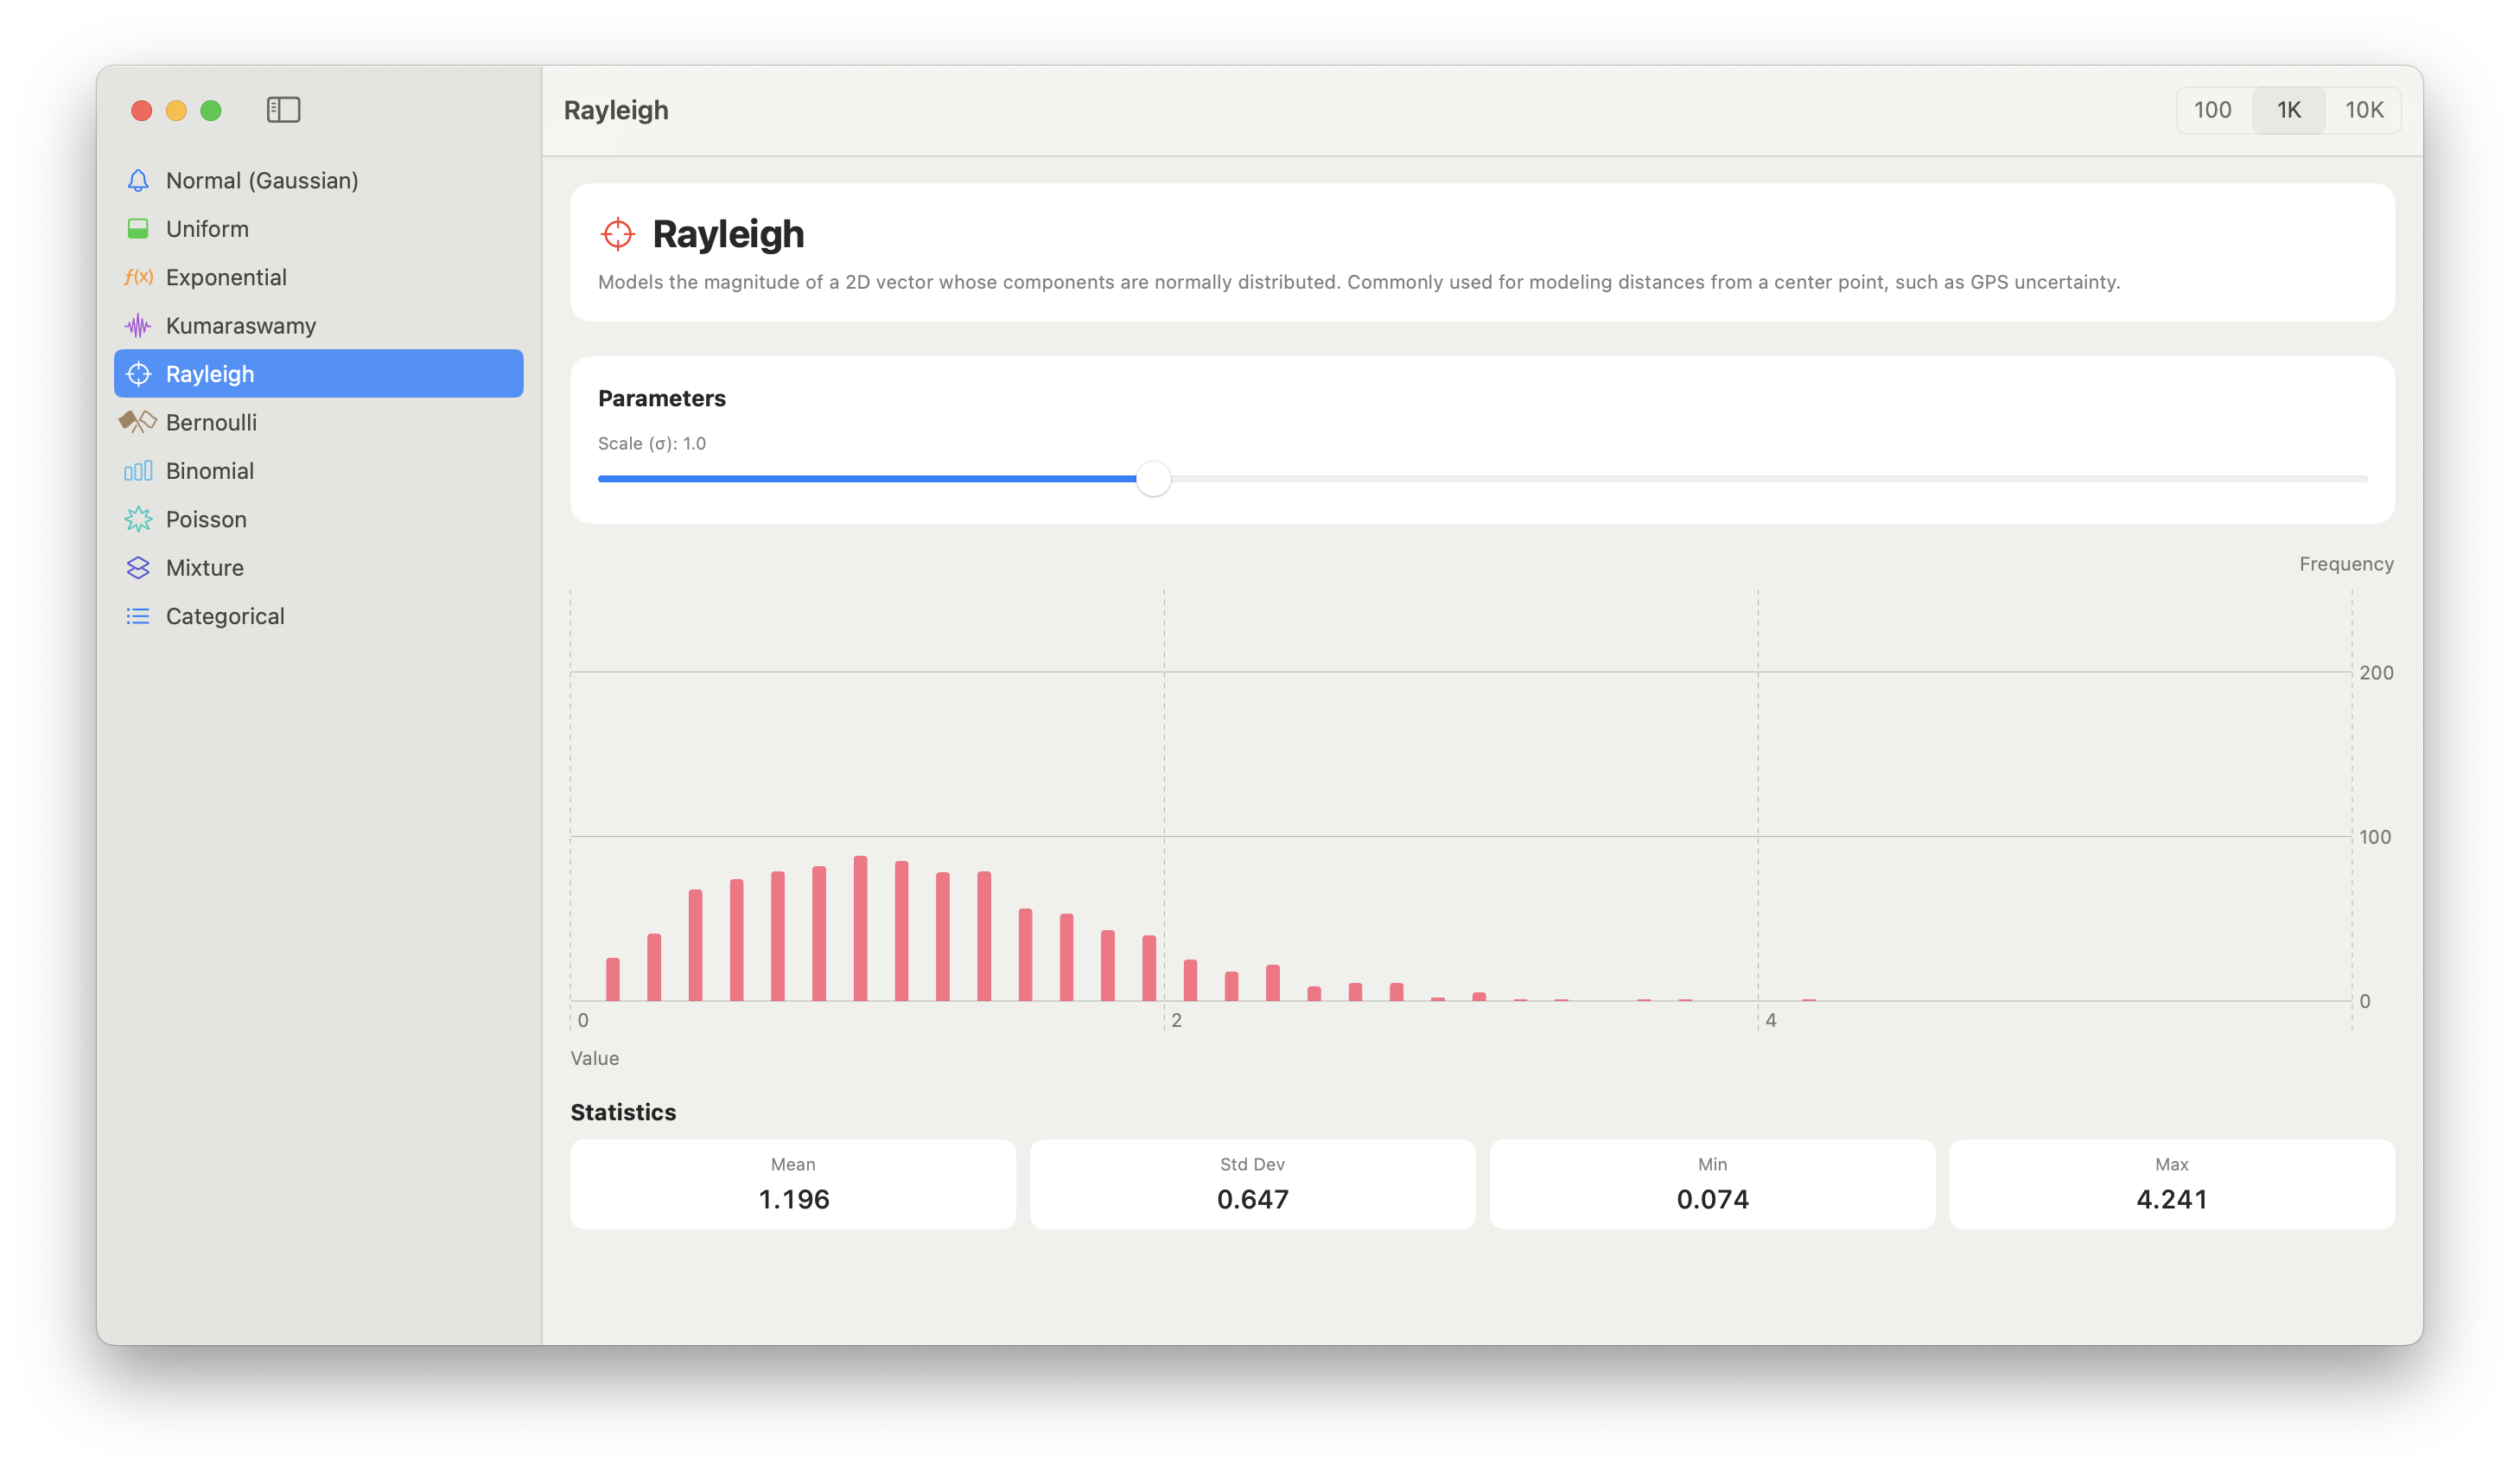 Rayleigh
100
1K
10K
Normal (Gaussian)
Uniform
f(x)
Exponential
Kumaraswamy
Rayleigh
Bernoulli
Binomial
Poisson
Mixture
Categorical
Rayleigh
Models the magnitude of a 2D vector whose components are normally distributed. Commonly used for modeling distances from a center point, such as GPS uncertainty.
Parameters
Scale (σ): 1.0
Frequency
200
100
0
0
2
4
Value
Statistics
Mean
1.196
Std Dev
0.647
Min
0.074
Max
4.241